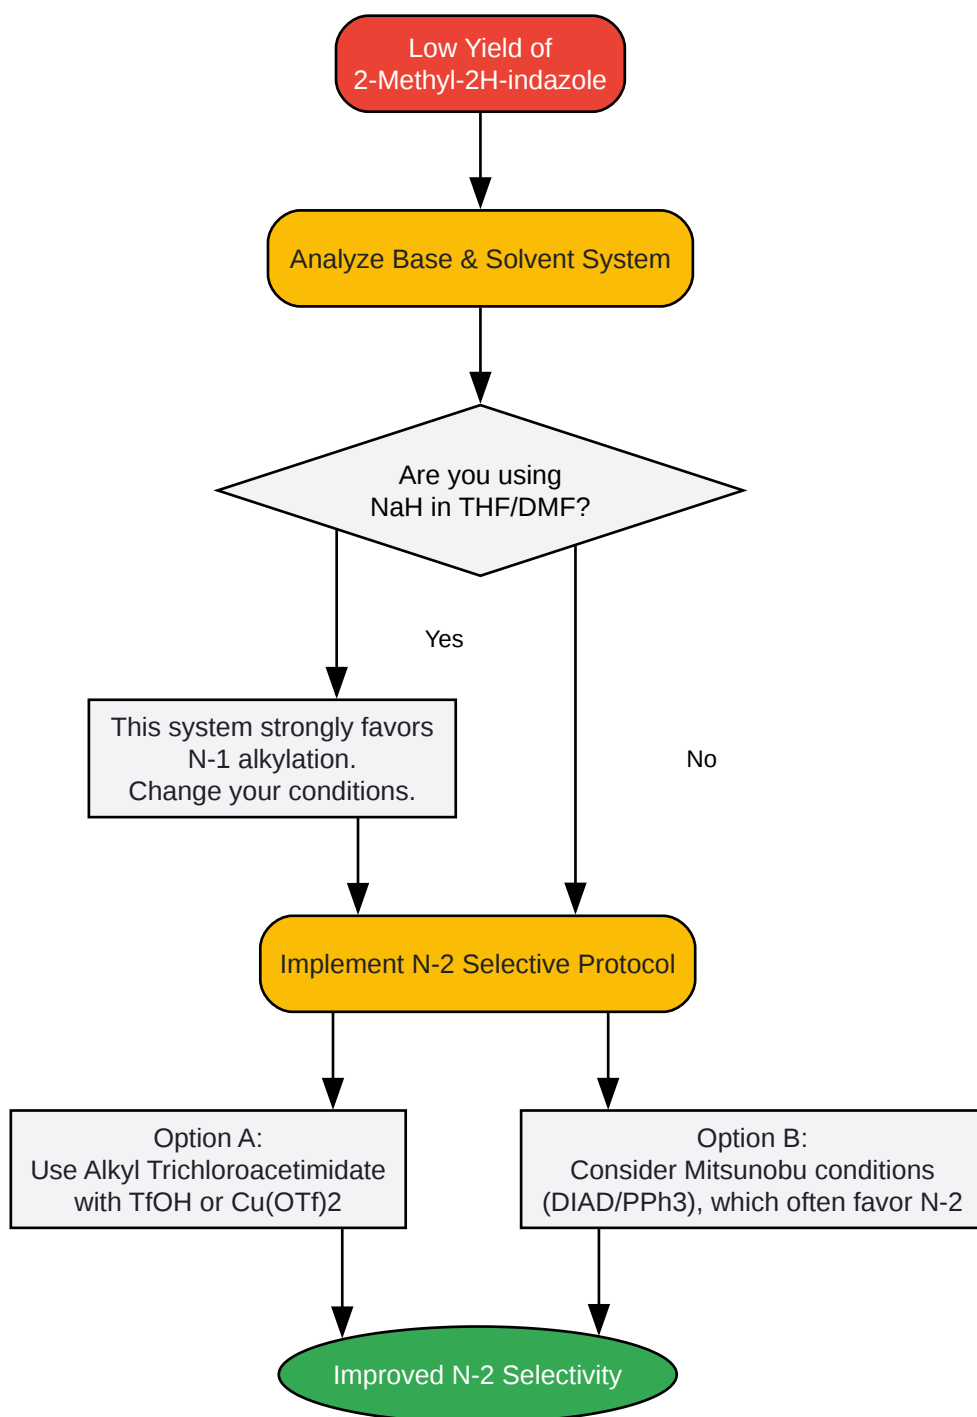 Low Yield of
2-Methyl-2H-indazole
Analyze Base & Solvent System
Are you using
NaH in THF/DMF?
Yes
This system strongly favors
N-1 alkylation.
Change your conditions.
No
Implement N-2 Selective Protocol
Option A:
Use Alkyl Trichloroacetimidate
with TfOH or Cu(OTf)2
Option B:
Consider Mitsunobu conditions
(DIAD/PPh3), which often favor N-2
Improved N-2 Selectivity